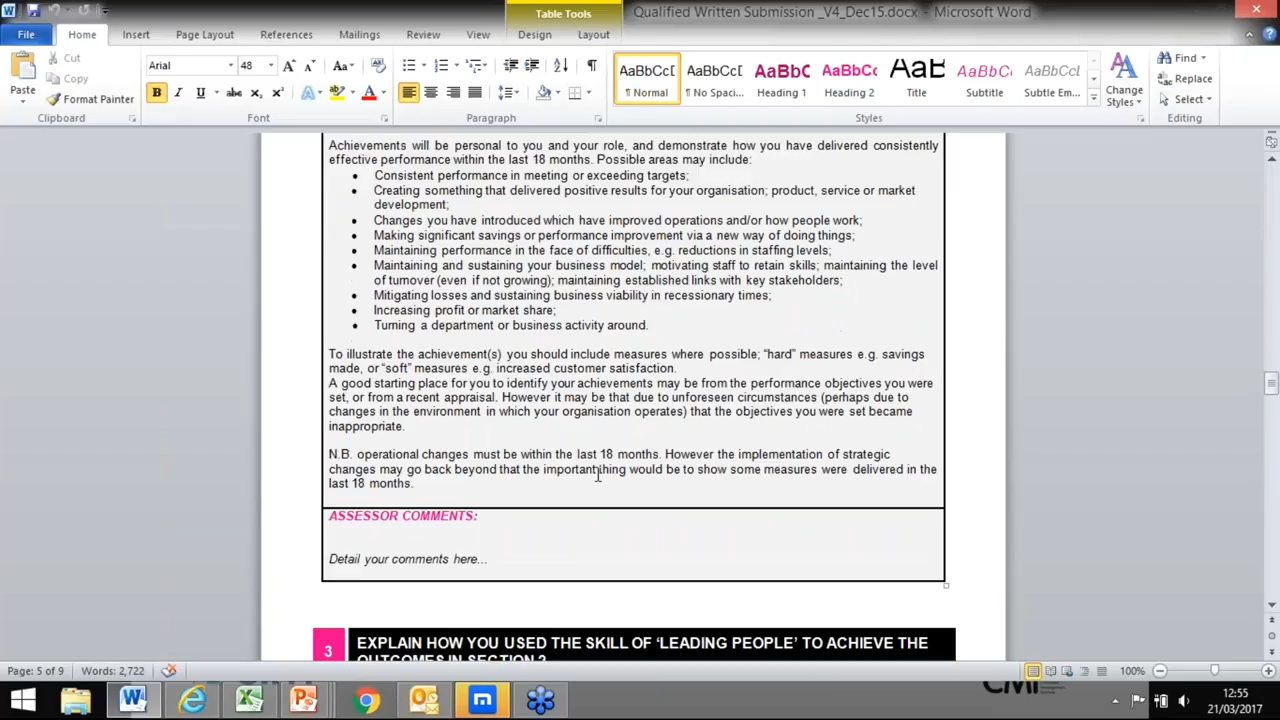 Table Tools
Qualified Written Submission _V4_Dec15.docx - Microsoft Word
File Home Insert Page Layout References Mailings Review View Design Layout
Cut
Copy
Format Painter
Paste
Arial 48
AaBbCcD AaBbCcD AaBbC AaBbCc AaB AaBbCcD AaBbCcD
¶ Normal ¶ No Spaci... Heading 1 Heading 2 Title Subtitle Subtle Em...
Change Styles
Find
Replace
Select
Clipboard Font Paragraph Styles Editing
Achievements will be personal to you and your role, and demonstrate how you have delivered consistently
effective performance within the last 18 months. Possible areas may include:
• Consistent performance in meeting or exceeding targets;
• Creating something that delivered positive results for your organisation; product, service or market
development;
• Changes you have introduced which have improved operations and/or how people work;
• Making significant savings or performance improvement via a new way of doing things;
• Maintaining performance in the face of difficulties, e.g. reductions in staffing levels;
• Maintaining and sustaining your business model; motivating staff to retain skills; maintaining the level
of turnover (even if not growing); maintaining established links with key stakeholders;
• Mitigating losses and sustaining business viability in recessionary times;
• Increasing profit or market share;
• Turning a department or business activity around.
To illustrate the achievement(s) you should include measures where possible; “hard” measures e.g. savings
made, or “soft” measures e.g. increased customer satisfaction.
A good starting place for you to identify your achievements may be from the performance objectives you were
set, or from a recent appraisal. However it may be that due to unforeseen circumstances (perhaps due to
changes in the environment in which your organisation operates) that the objectives you were set became
inappropriate.
N.B. operational changes must be within the last 18 months. However the implementation of strategic
changes may go back beyond that the important thing would be to show some measures were delivered in the
last 18 months.
ASSESSOR COMMENTS:
Detail your comments here...
3 EXPLAIN HOW YOU USED THE SKILL OF ‘LEADING PEOPLE’ TO ACHIEVE THE
OUTCOMES IN SECTION 2
Page: 5 of 9 Words: 2,722 100%
12:55
21/03/2017